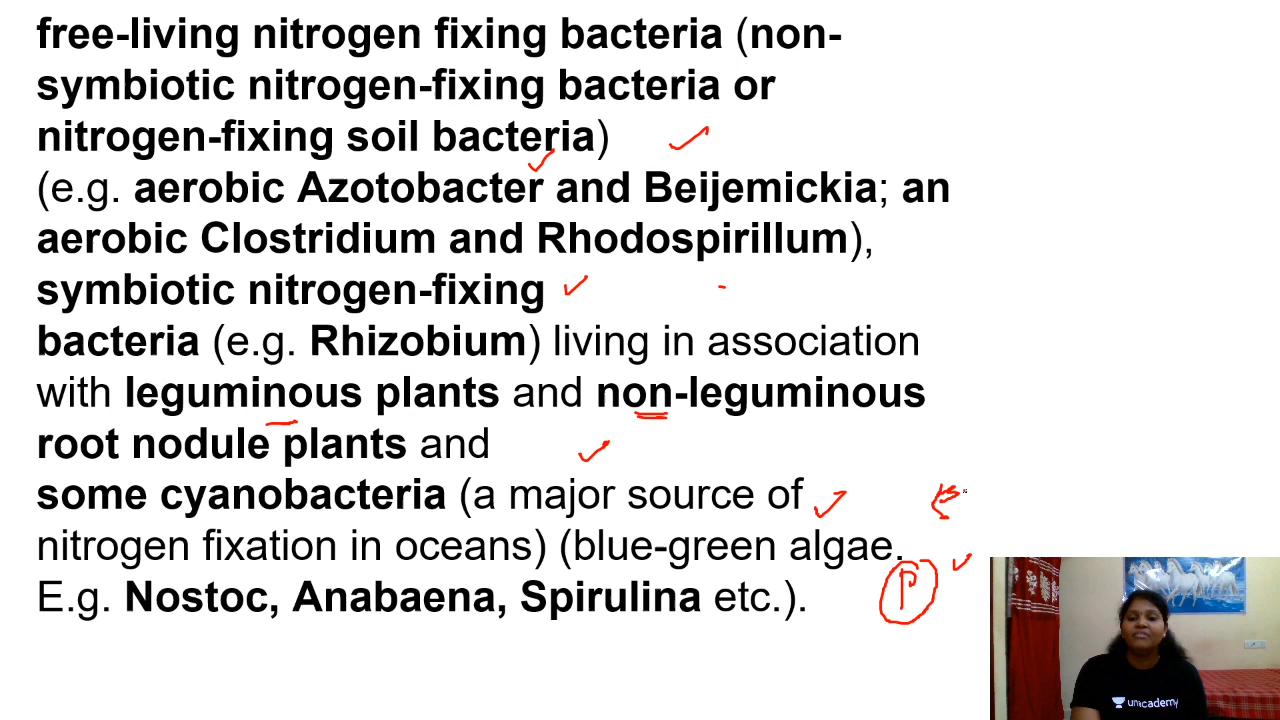 free-living nitrogen fixing bacteria (non-
symbiotic nitrogen-fixing bacteria or
nitrogen-fixing soil bacteria)
(e.g. aerobic Azotobacter and Beijemickia; an
aerobic Clostridium and Rhodospirillum),
symbiotic nitrogen-fixing
bacteria (e.g. Rhizobium) living in association
with leguminous plants and non-leguminous
root nodule plants and
some cyanobacteria (a major source of
nitrogen fixation in oceans) (blue-green algae.
E.g. Nostoc, Anabaena, Spirulina etc.).
P
unacademy